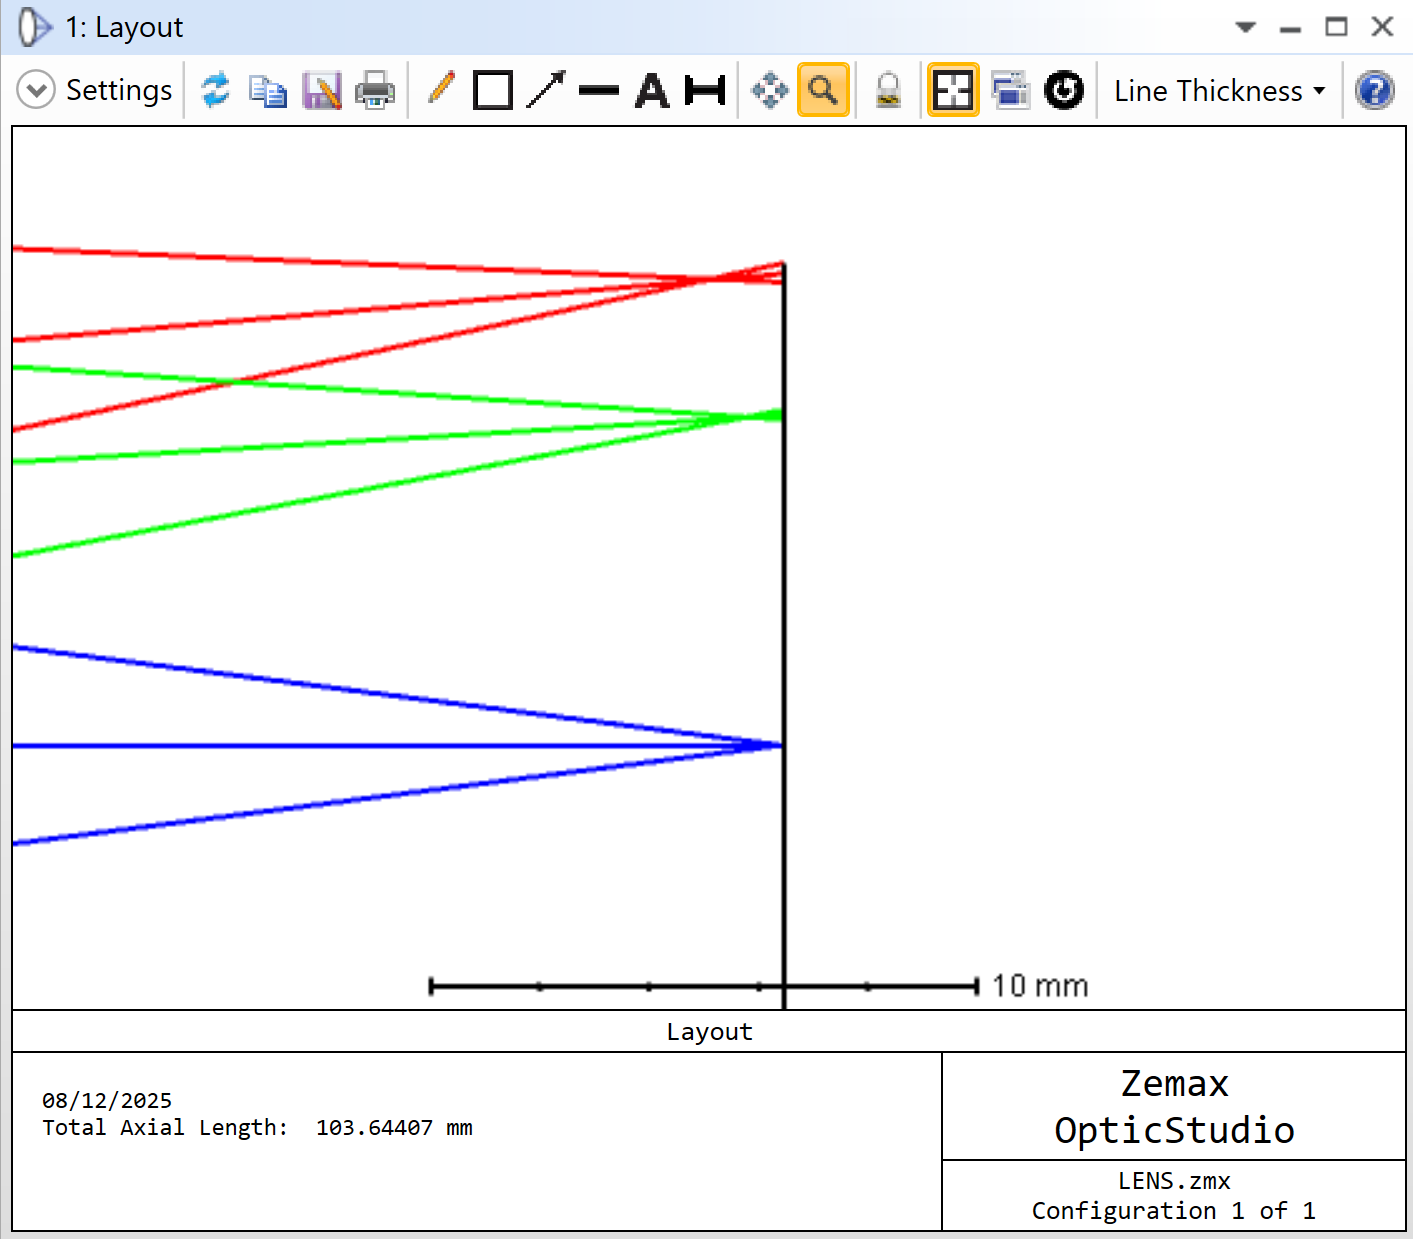 1: Layout
Settings
A
Line Thickness
?
10 mm
Layout
08/12/2025
Total Axial Length:  103.64407 mm
Zemax
OpticStudio
LENS.zmx
Configuration 1 of 1